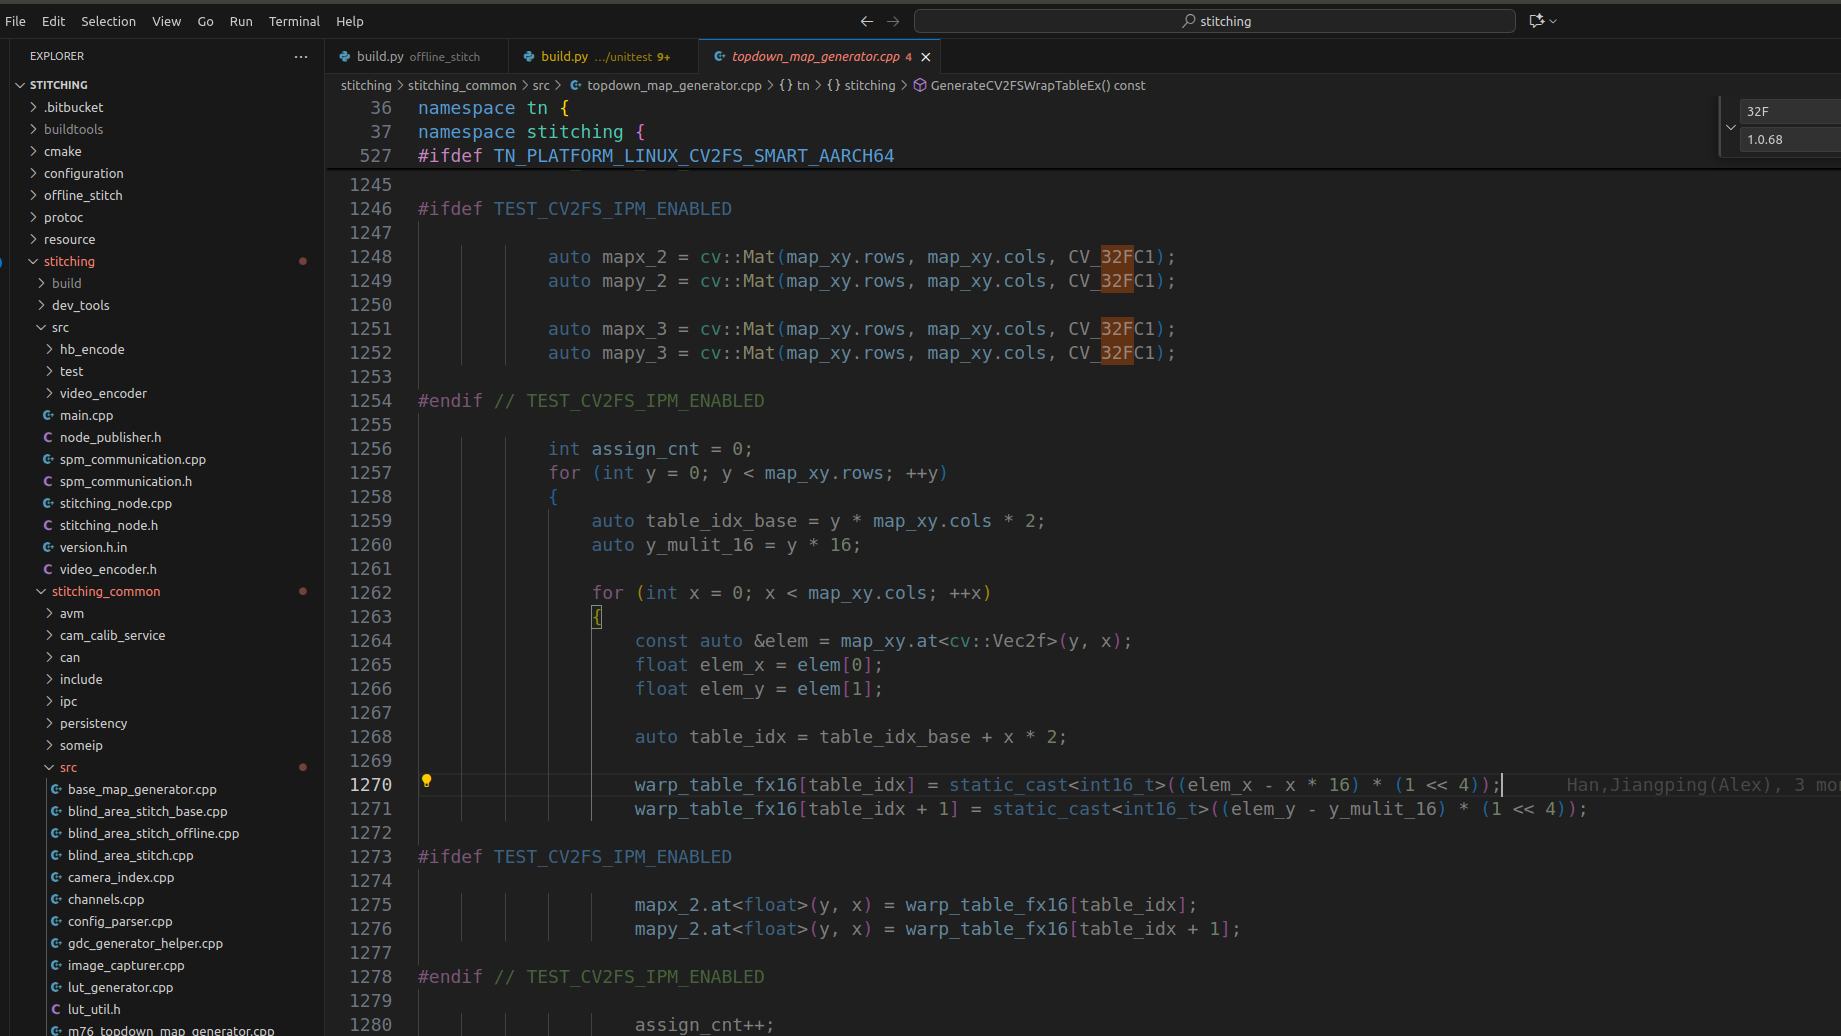 File Edit Selection View Go Run Terminal Help
stitching
EXPLORER
STITCHING
.bitbucket
buildtools
cmake
configuration
offline_stitch
protoc
resource
stitching
build
dev_tools
src
hb_encode
test
video_encoder
main.cpp
node_publisher.h
spm_communication.cpp
spm_communication.h
stitching_node.cpp
stitching_node.h
version.h.in
video_encoder.h
stitching_common
avm
cam_calib_service
can
include
ipc
persistency
someip
src
base_map_generator.cpp
blind_area_stitch_base.cpp
blind_area_stitch_offline.cpp
blind_area_stitch.cpp
camera_index.cpp
channels.cpp
config_parser.cpp
gdc_generator_helper.cpp
image_capturer.cpp
lut_generator.cpp
lut_util.h
m76_topdown_map_generator.cpp
build.py offline_stitch
build.py .../unittest 9+
topdown_map_generator.cpp 4
stitching > stitching_common > src > topdown_map_generator.cpp > {} tn > {} stitching > GenerateCV2FSWrapTableEx() const
32F
1.0.68
36 namespace tn {
37 namespace stitching {
527 #ifdef TN_PLATFORM_LINUX_CV2FS_SMART_AARCH64
1245
1246 #ifdef TEST_CV2FS_IPM_ENABLED
1247
1248 auto mapx_2 = cv::Mat(map_xy.rows, map_xy.cols, CV_32FC1);
1249 auto mapy_2 = cv::Mat(map_xy.rows, map_xy.cols, CV_32FC1);
1250
1251 auto mapx_3 = cv::Mat(map_xy.rows, map_xy.cols, CV_32FC1);
1252 auto mapy_3 = cv::Mat(map_xy.rows, map_xy.cols, CV_32FC1);
1253
1254 #endif // TEST_CV2FS_IPM_ENABLED
1255
1256 int assign_cnt = 0;
1257 for (int y = 0; y < map_xy.rows; ++y)
1258 {
1259 auto table_idx_base = y * map_xy.cols * 2;
1260 auto y_mulit_16 = y * 16;
1261
1262 for (int x = 0; x < map_xy.cols; ++x)
1263 {
1264 const auto &elem = map_xy.at<cv::Vec2f>(y, x);
1265 float elem_x = elem[0];
1266 float elem_y = elem[1];
1267
1268 auto table_idx = table_idx_base + x * 2;
1269
1270 warp_table_fx16[table_idx] = static_cast<int16_t>((elem_x - x * 16) * (1 << 4)); Han,Jiangping(Alex), 3 mo
1271 warp_table_fx16[table_idx + 1] = static_cast<int16_t>((elem_y - y_mulit_16) * (1 << 4));
1272
1273 #ifdef TEST_CV2FS_IPM_ENABLED
1274
1275 mapx_2.at<float>(y, x) = warp_table_fx16[table_idx];
1276 mapy_2.at<float>(y, x) = warp_table_fx16[table_idx + 1];
1277
1278 #endif // TEST_CV2FS_IPM_ENABLED
1279
1280 assign_cnt++;